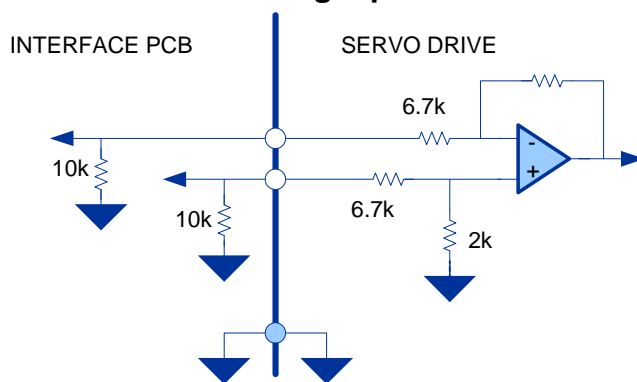 INTERFACE PCB
SERVO DRIVE
6.7k
-
10k
+
10k
6.7k
2k